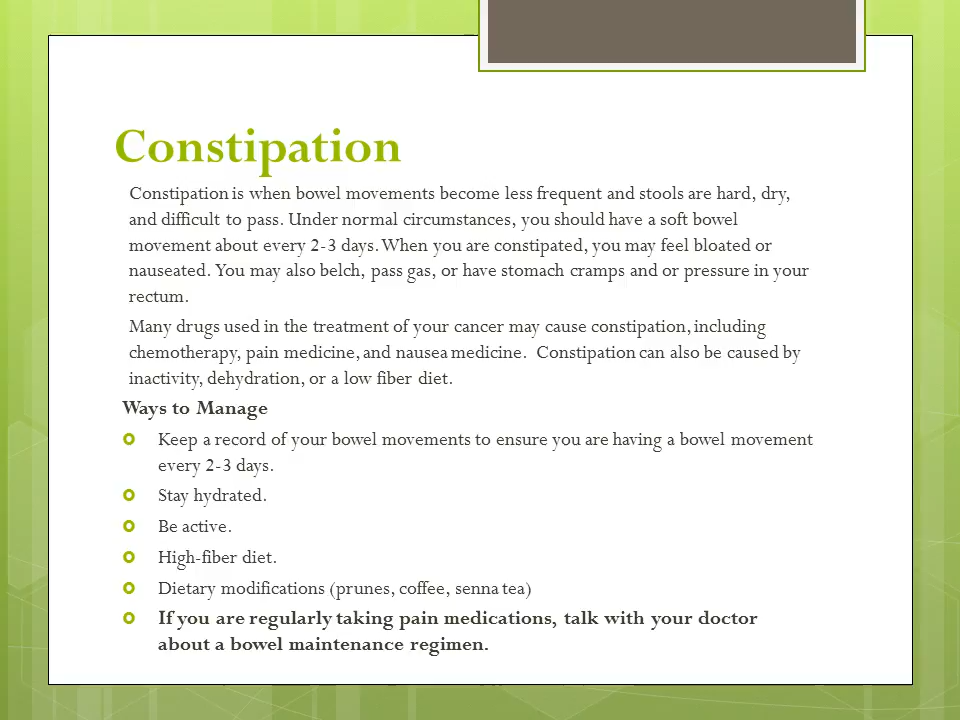 Constipation
Constipation is when bowel movements become less frequent and stools are hard, dry,
and difficult to pass. Under normal circumstances, you should have a soft bowel
movement about every 2-3 days. When you are constipated, you may feel bloated or
nauseated. You may also belch, pass gas, or have stomach cramps and or pressure in your
rectum.
Many drugs used in the treatment of your cancer may cause constipation, including
chemotherapy, pain medicine, and nausea medicine. Constipation can also be caused by
inactivity, dehydration, or a low fiber diet.
Ways to Manage
Keep a record of your bowel movements to ensure you are having a bowel movement
every 2-3 days.
Stay hydrated.
Be active.
High-fiber diet.
Dietary modifications (prunes, coffee, senna tea)
If you are regularly taking pain medications, talk with your doctor
about a bowel maintenance regimen.